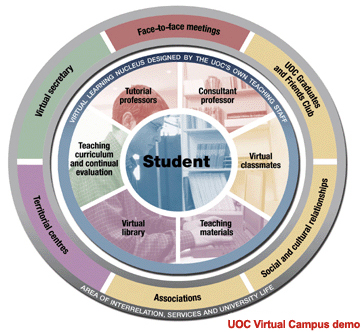 Face-to-face meetings
Virtual secretary
UOC Graduates
and Friends Club
VIRTUAL LEARNING NUCLEUS DESIGNED BY THE UOC'S OWN TEACHING STAFF
Tutorial
professors
Consultant
professor
Teaching
curriculum
and continual
evaluation
Student
Virtual
classmates
Virtual
library
Teaching
materials
Territorial centres
Social and cultural relationships
Associations
AREA OF INTERRELATION, SERVICES AND UNIVERSITY LIFE
UOC Virtual Campus demo